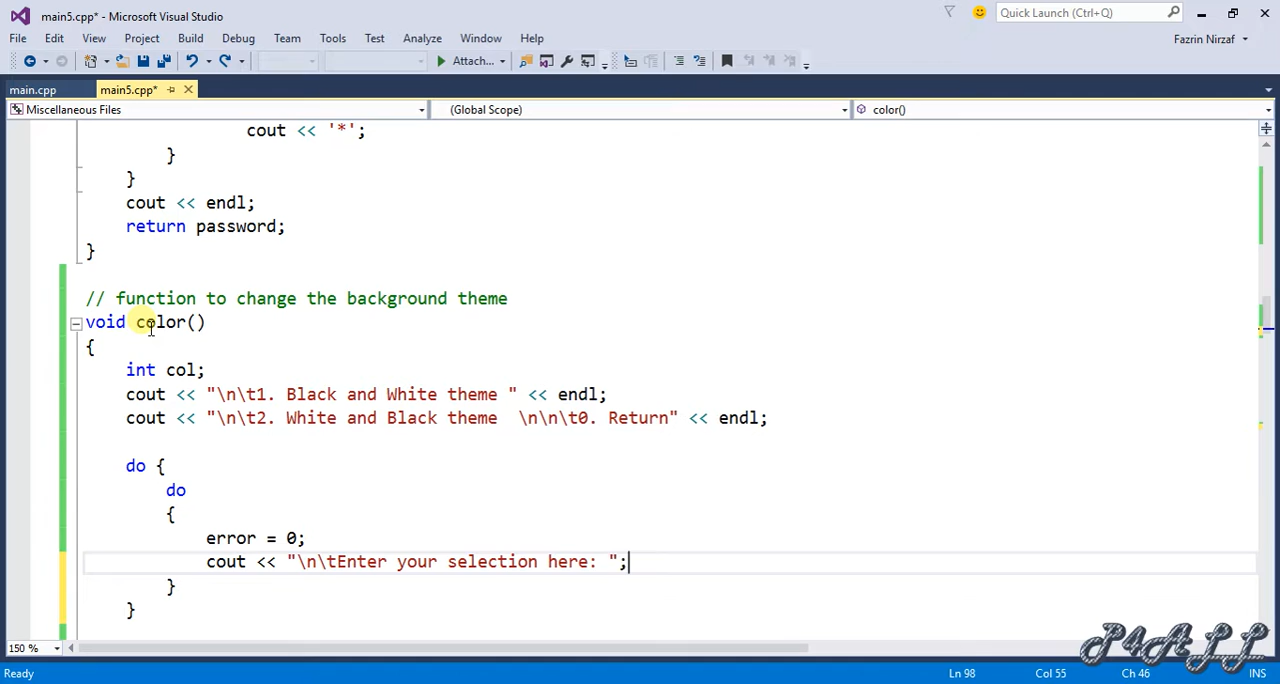 main5.cpp* - Microsoft Visual Studio
Quick Launch (Ctrl+Q)
File Edit View Project Build Debug Team Tools Test Analyze Window Help
Fazrin Nirzaf
Attach...
main.cpp main5.cpp*
Miscellaneous Files (Global Scope) color()
cout << '*';
}
}
cout << endl;
return password;
}
// function to change the background theme
void color()
{
int col;
cout << "\n\t1. Black and White theme " << endl;
cout << "\n\t2. White and Black theme  \n\n\t0. Return" << endl;
do {
do
{
error = 0;
cout << "\n\tEnter your selection here: ";
}
}
150 %
P4ALL
Ready Ln 98 Col 55 Ch 46 INS